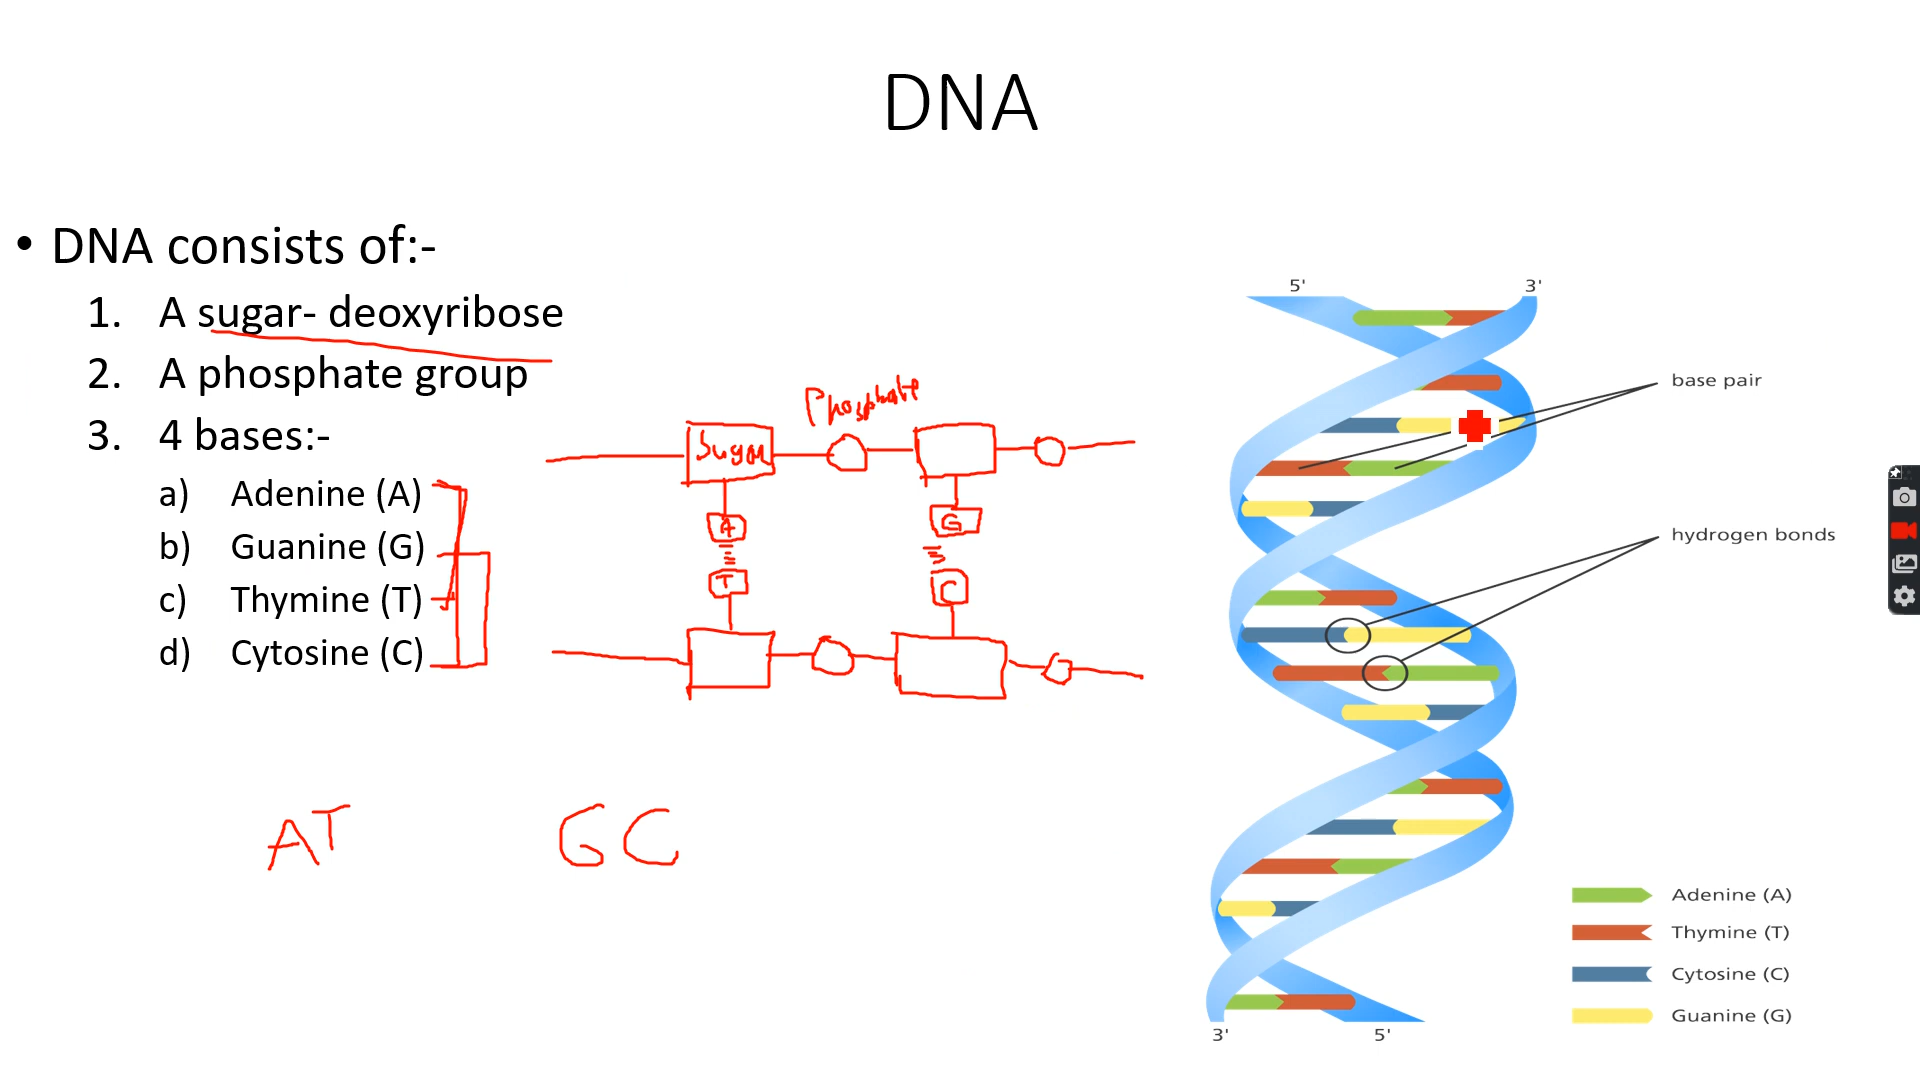 DNA
• DNA consists of:-
1. A sugar- deoxyribose
2. A phosphate group
3. 4 bases:-
a) Adenine (A)
b) Guanine (G)
c) Thymine (T)
d) Cytosine (C)
Phosphate
Sugar
A
G
T
C
AT GC
5' 3'
base pair
hydrogen bonds
Adenine (A)
Thymine (T)
Cytosine (C)
Guanine (G)
3' 5'